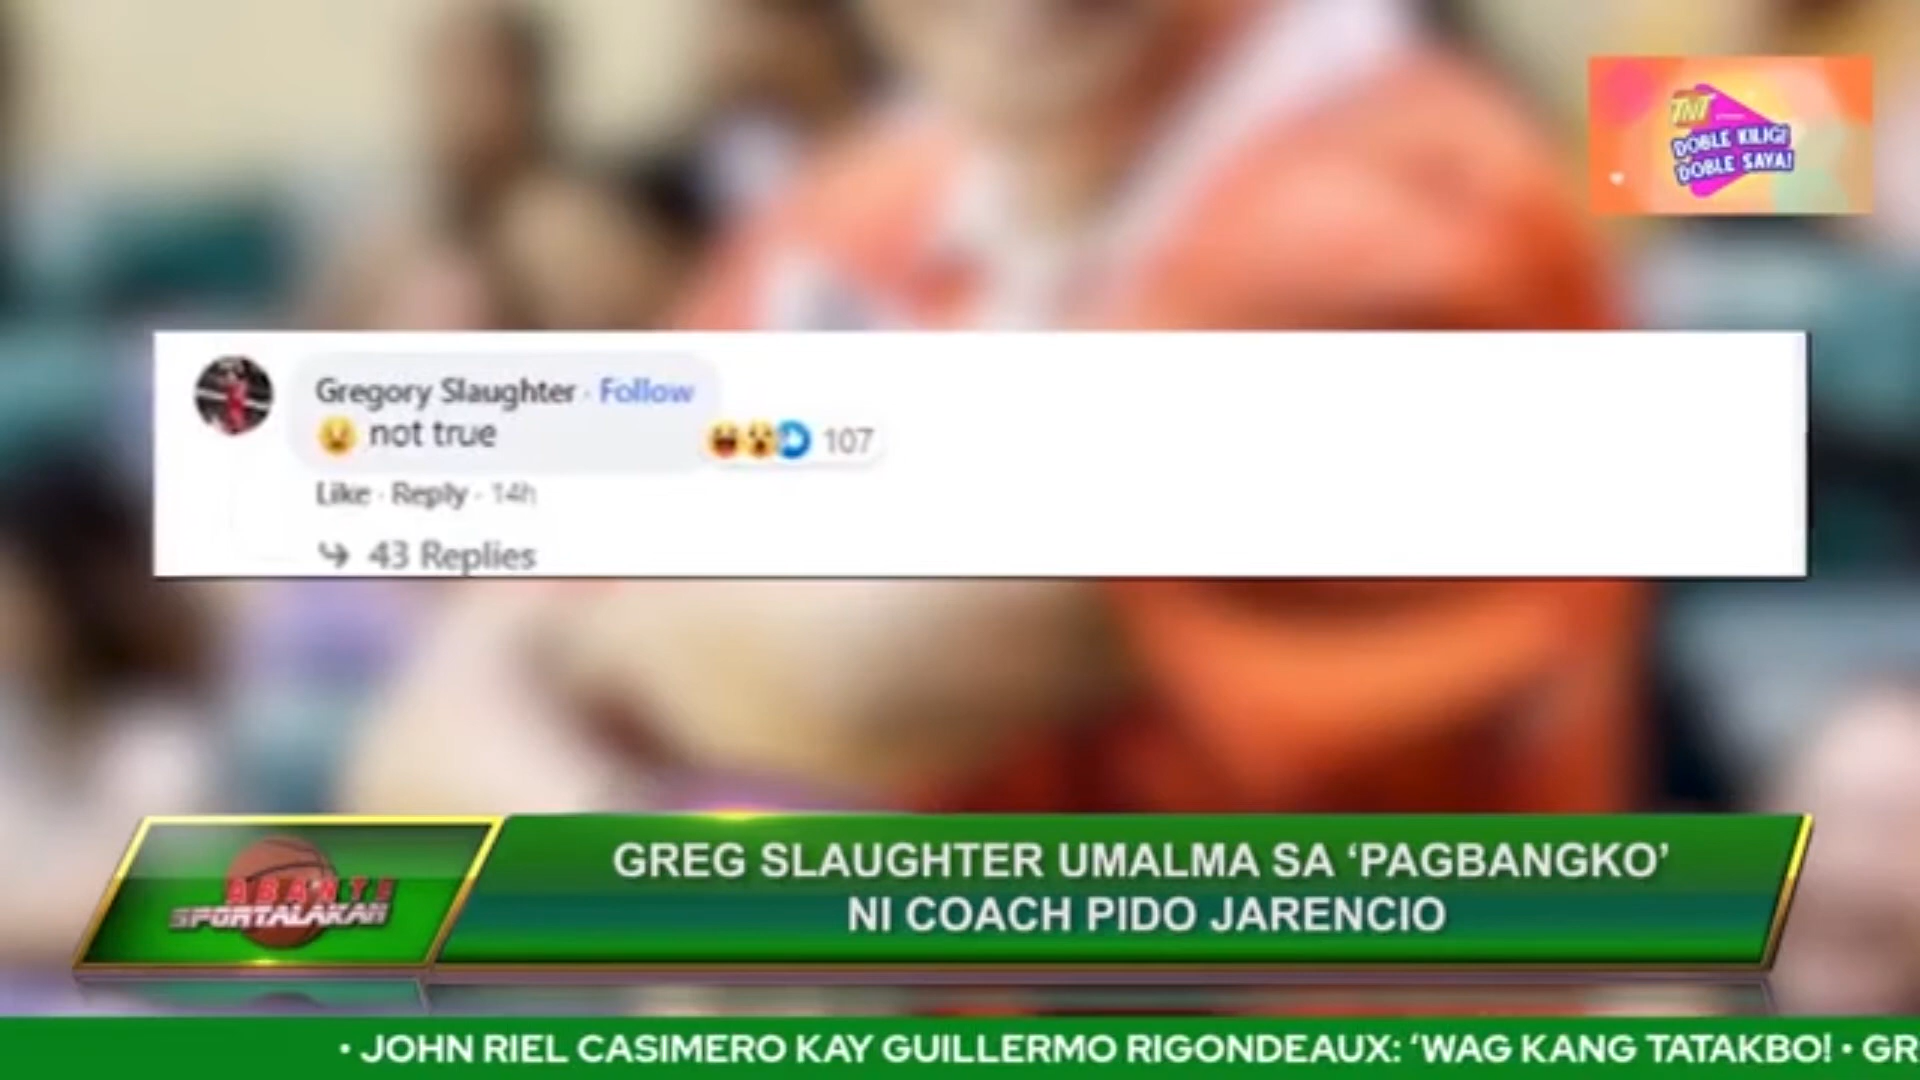 TNT
DOBLE KILIG!
DOBLE SAYA!
Gregory Slaughter · Follow
😧 not true
107
Like · Reply · 14h
43 Replies
ABANTE
SPORTALAKAN
GREG SLAUGHTER UMALMA SA ‘PAGBANGKO’
NI COACH PIDO JARENCIO
• JOHN RIEL CASIMERO KAY GUILLERMO RIGONDEAUX: ‘WAG KANG TATAKBO! • GR